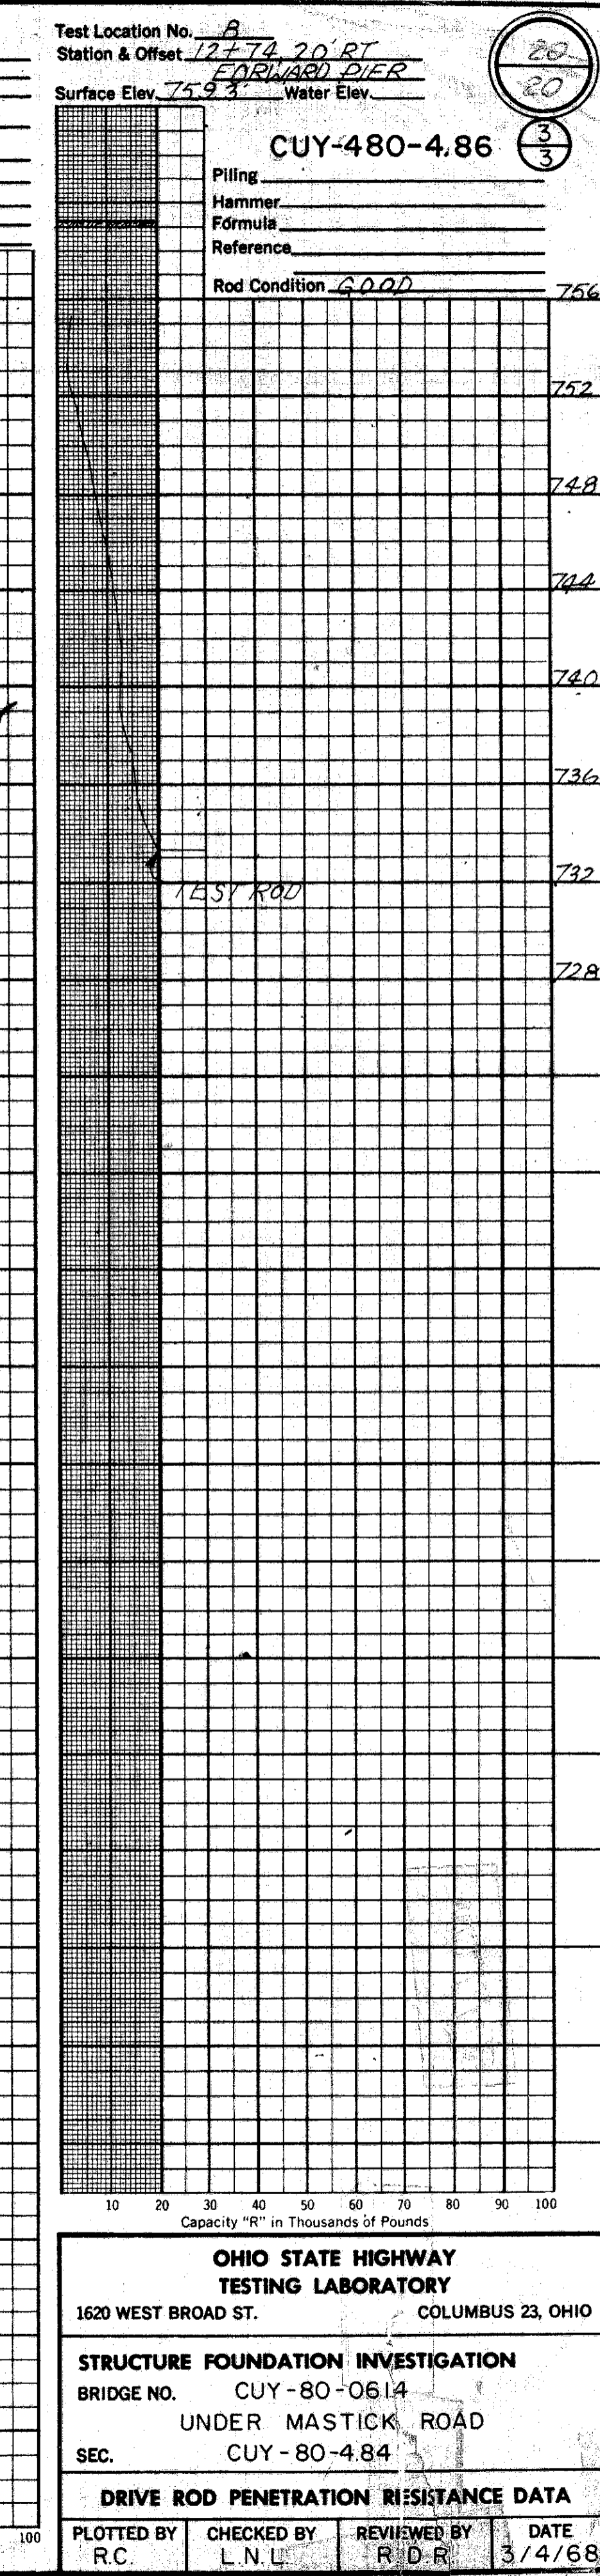 Test Location No. B
Station & Offset 12+74, 20' RT
FORWARD PIER
Surface Elev. 759.3' Water Elev.
20
20
CUY-480-4.86
3
3
Piling
Hammer
Formula
Reference
Rod Condition GOOD
756
752
748
744
740
736
732
TEST ROD
728
10 20 30 40 50 60 70 80 90 100
Capacity "R" in Thousands of Pounds
OHIO STATE HIGHWAY
TESTING LABORATORY
1620 WEST BROAD ST. COLUMBUS 23, OHIO
STRUCTURE FOUNDATION INVESTIGATION
BRIDGE NO. CUY-80-0614
UNDER MASTICK ROAD
SEC. CUY-80-4.84
DRIVE ROD PENETRATION RESISTANCE DATA
100
PLOTTED BY CHECKED BY REVIEWED BY DATE
R.C. L.N.L. R D R 3/4/68